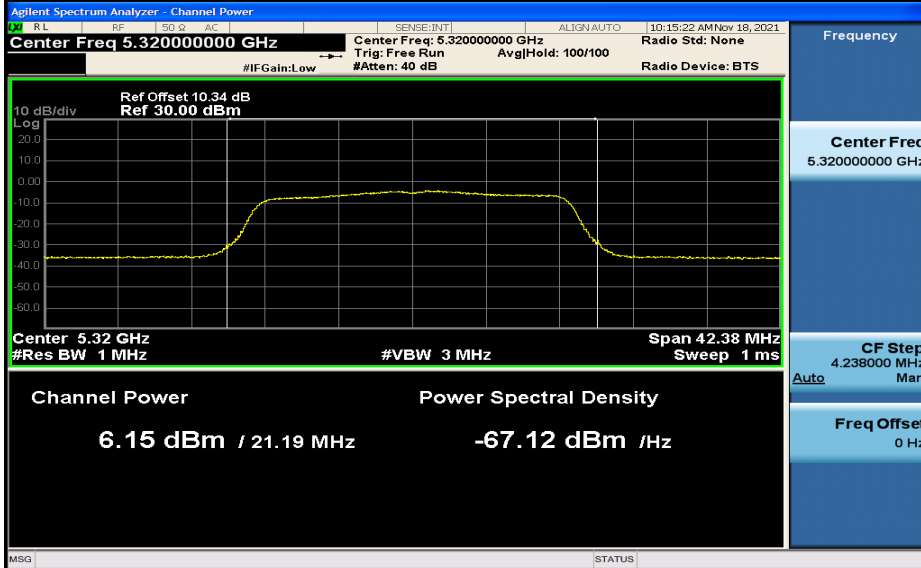 Agilent Spectrum Analyzer - Channel Power
LXI RL RF 50 Ω AC SENSE:INT ALIGN AUTO 10:15:22 AM Nov 18, 2021
Center Freq 5.320000000 GHz
Center Freq: 5.320000000 GHz
Radio Std: None
Trig: Free Run Avg|Hold: 100/100
#IFGain:Low
#Atten: 40 dB
Radio Device: BTS
Ref Offset 10.34 dB
10 dB/div Ref 30.00 dBm
Log
20.0
10.0
0.00
-10.0
-20.0
-30.0
-40.0
-50.0
-60.0
Center 5.32 GHz Span 42.38 MHz
#Res BW 1 MHz #VBW 3 MHz Sweep 1 ms
Channel Power Power Spectral Density
6.15 dBm / 21.19 MHz -67.12 dBm /Hz
MSG STATUS
Frequency
Center Freq
5.320000000 GHz
CF Step
4.238000 MHz
Auto Man
Freq Offset
0 Hz